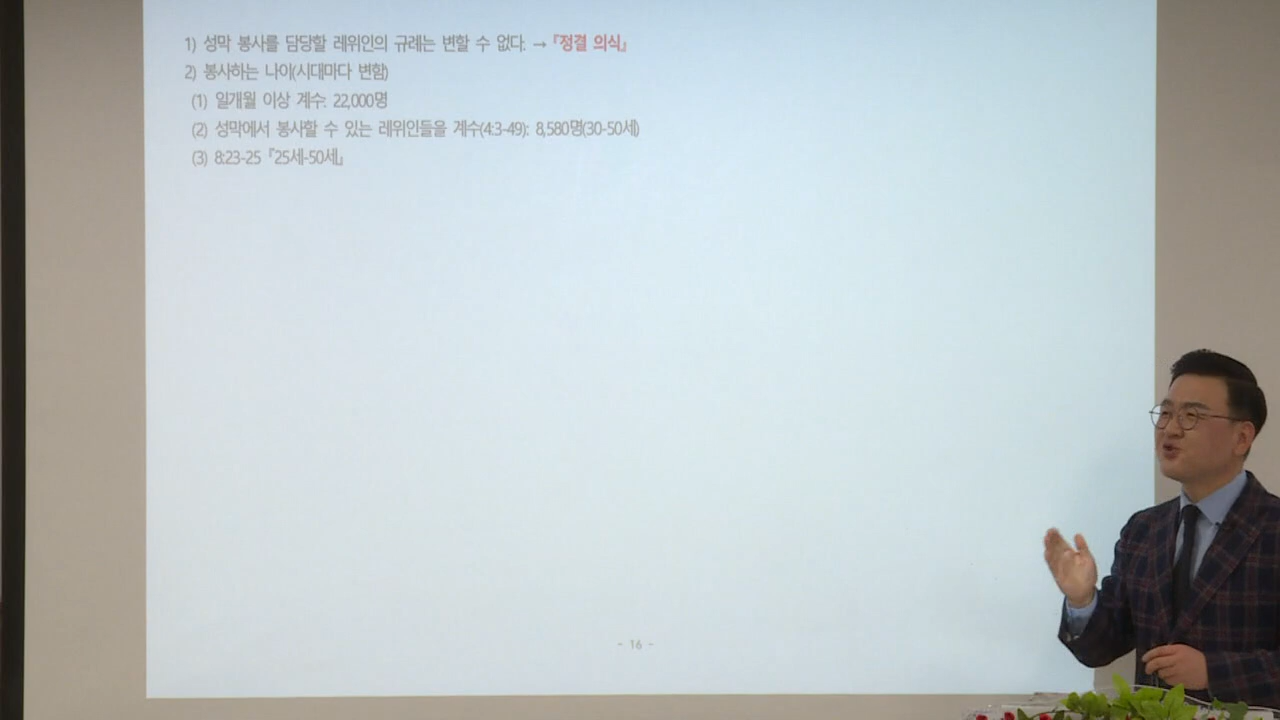 1) 성막 봉사를 담당할 레위인의 규례는 변할 수 없다. → 『정결 의식』
2) 봉사하는 나이(시대마다 변함)
(1) 일개월 이상 계수: 22,000명
(2) 성막에서 봉사할 수 있는 레위인들을 계수(4:3-49): 8,580명(30-50세)
(3) 8:23-25 『25세-50세』
- 16 -